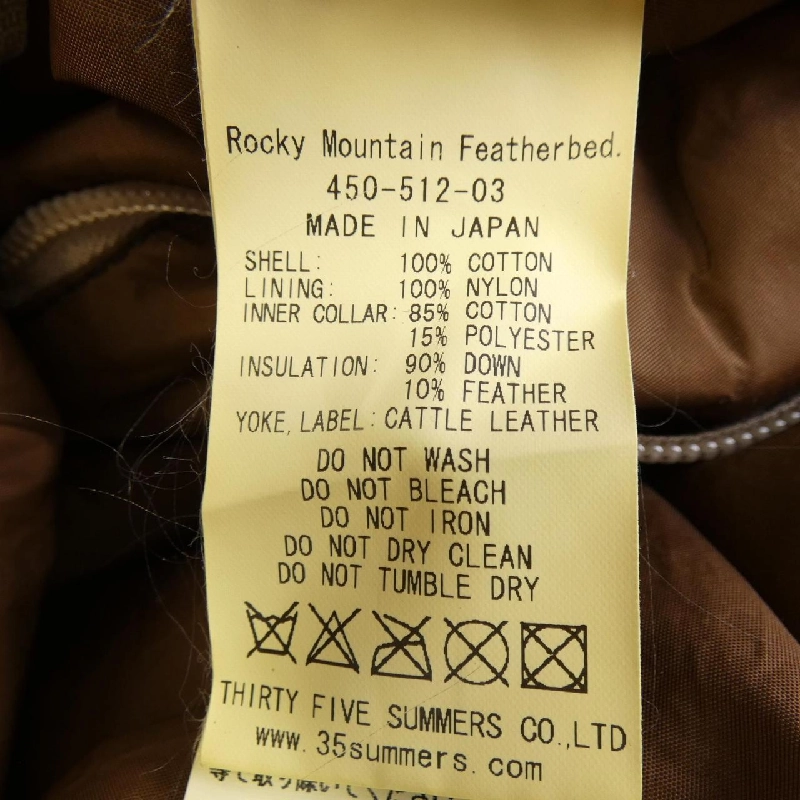 Rocky Mountain Featherbed.
450-512-03
MADE IN JAPAN
SHELL: 100% COTTON
LINING: 100% NYLON
INNER COLLAR: 85% COTTON
15% POLYESTER
INSULATION: 90% DOWN
10% FEATHER
YOKE, LABEL: CATTLE LEATHER
DO NOT WASH
DO NOT BLEACH
DO NOT IRON
DO NOT DRY CLEAN
DO NOT TUMBLE DRY
THIRTY FIVE SUMMERS CO.,LTD
www.35summers.com